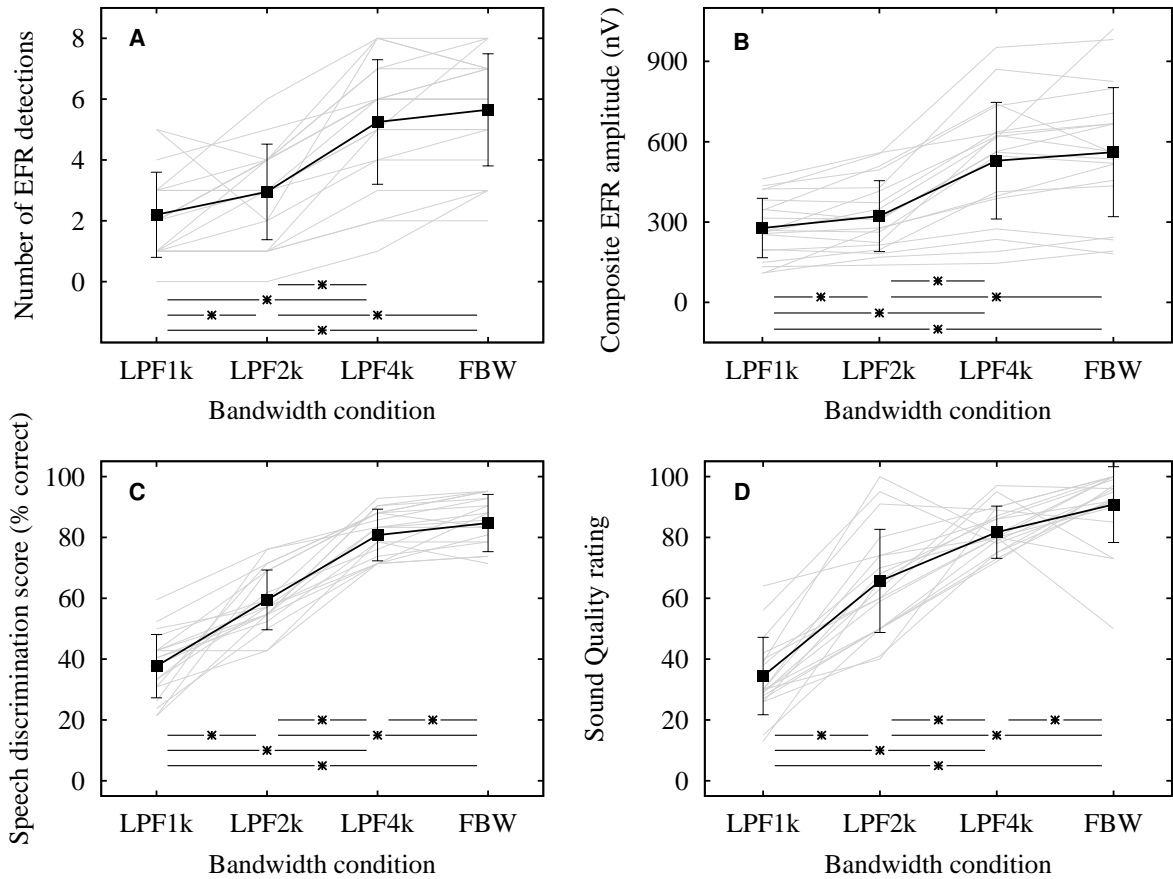 A
Number of EFR detections
8
6
4
2
0
LPF1k LPF2k LPF4k FBW
Bandwidth condition
B
Composite EFR amplitude (nV)
900
600
300
0
LPF1k LPF2k LPF4k FBW
Bandwidth condition
C
Speech discrimination score (% correct)
100
80
60
40
20
0
LPF1k LPF2k LPF4k FBW
Bandwidth condition
D
Sound Quality rating
100
80
60
40
20
0
LPF1k LPF2k LPF4k FBW
Bandwidth condition